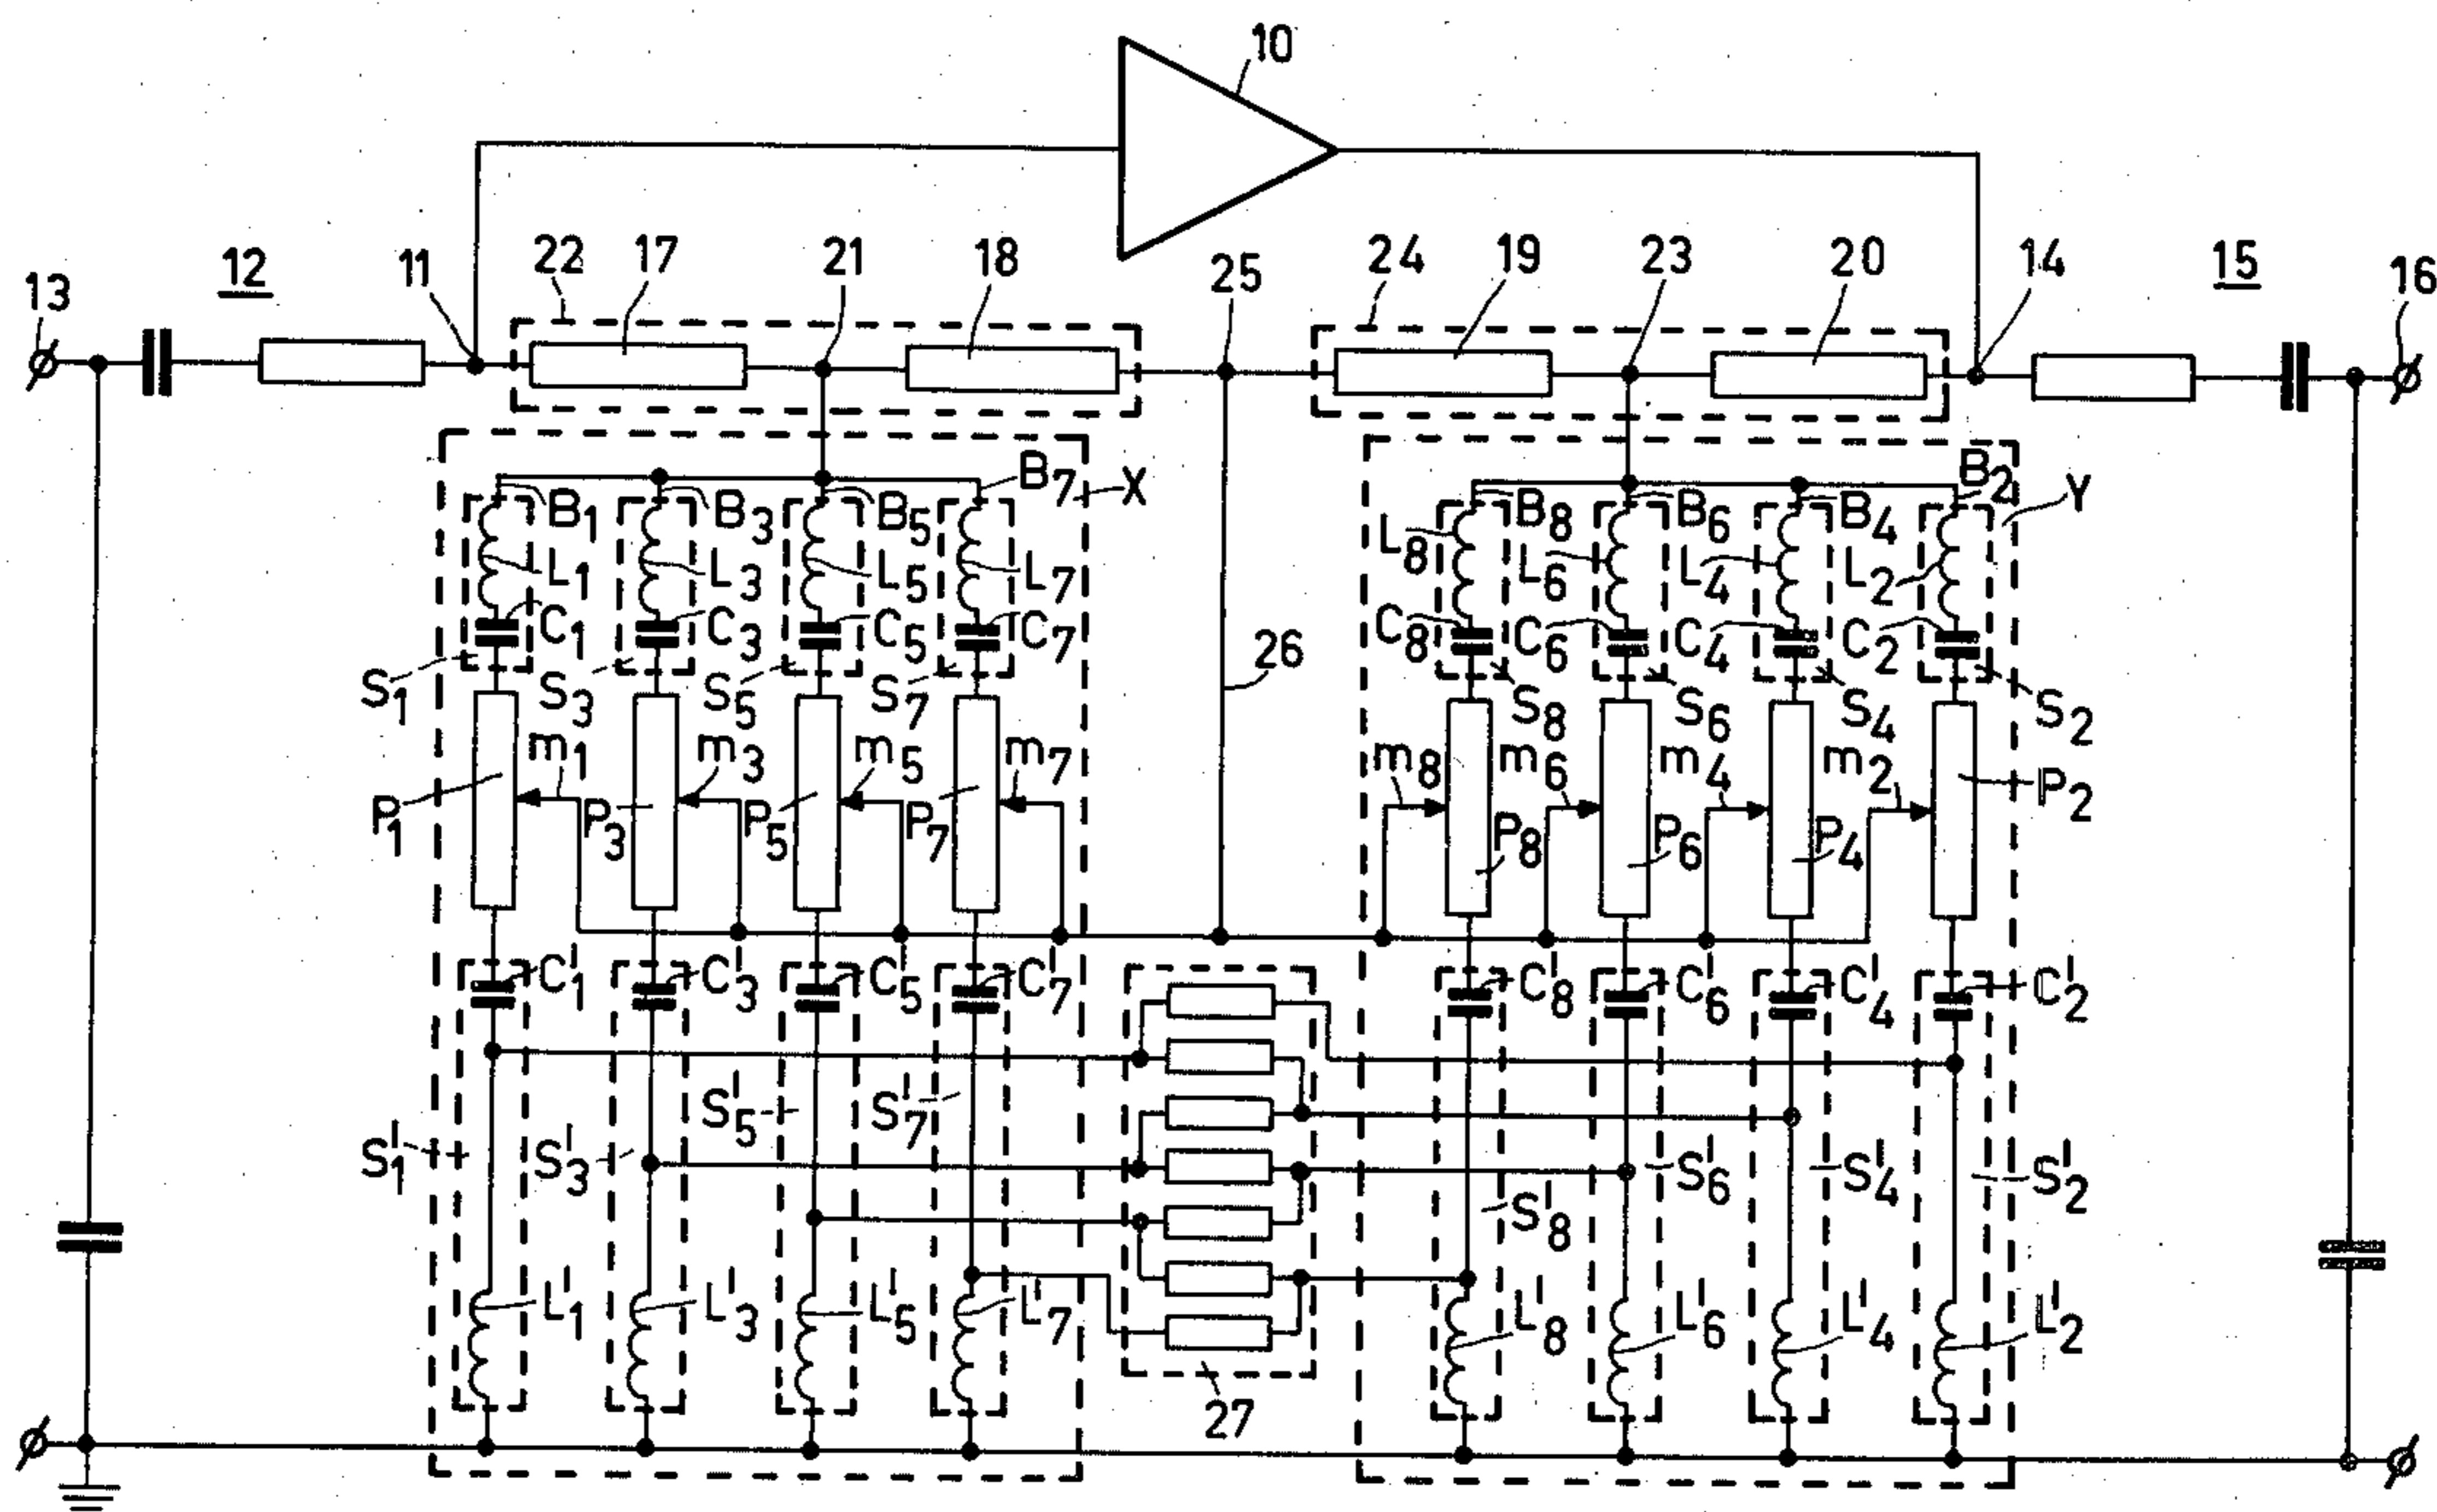 10
13 12 11 22 17 21 18 25 24 19 23 20 14 15 16
B1 B3 B5 B7 X B8 B6 B4 B2 Y
L1 L3 L5 L7 L8 L6 L4 L2
C1 C3 C5 C7 C8 C6 C4 C2
S1 S3 S5 S7 26 S8 S6 S4 S2
m1 m3 m5 m7 m8 m6 m4 m2
P1 P3 P5 P7 P8 P6 P4 P2
C'1 C'3 C'5 C'7 C'8 C'6 C'4 C'2
S'1 S'3 S'5 S'7 S'8 S'6 S'4 S'2
L'1 L'3 L'5 L'7 L'8 L'6 L'4 L'2
27